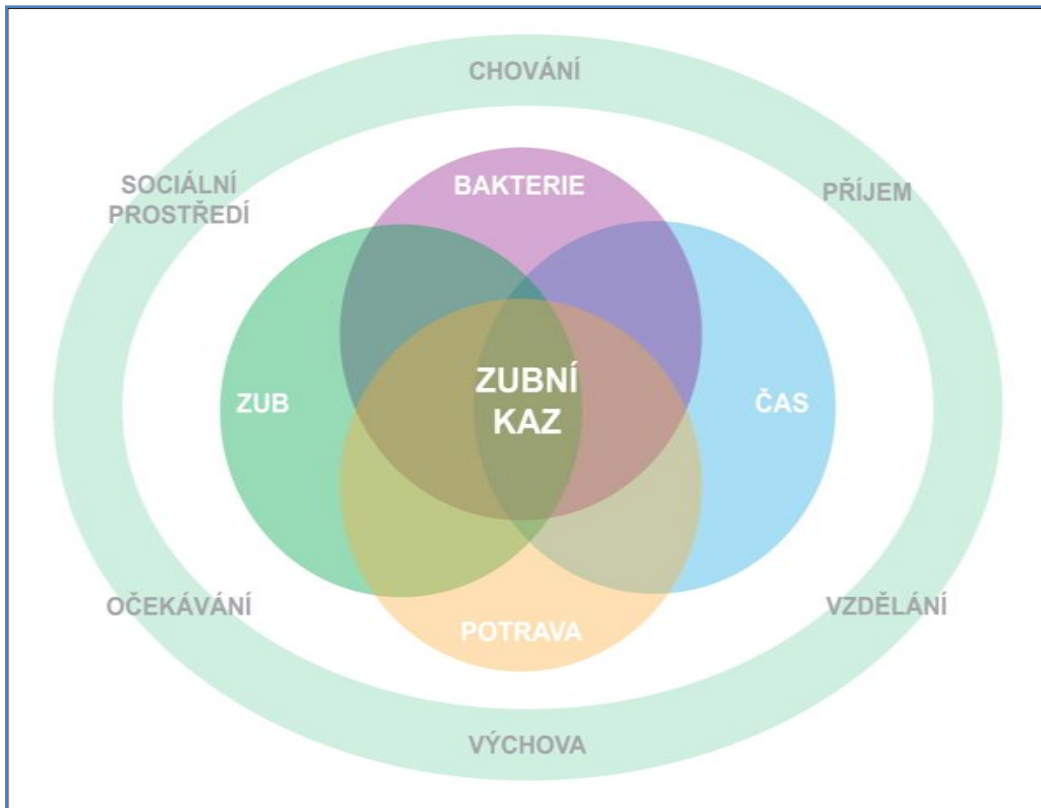 CHOVÁNÍ
SOCIÁLNÍ
PROSTŘEDÍ
BAKTERIE
PŘÍJEM
ZUB
ZUBNÍ
KAZ
ČAS
OČEKÁVÁNÍ
VZDĚLÁNÍ
POTRAVA
VÝCHOVA